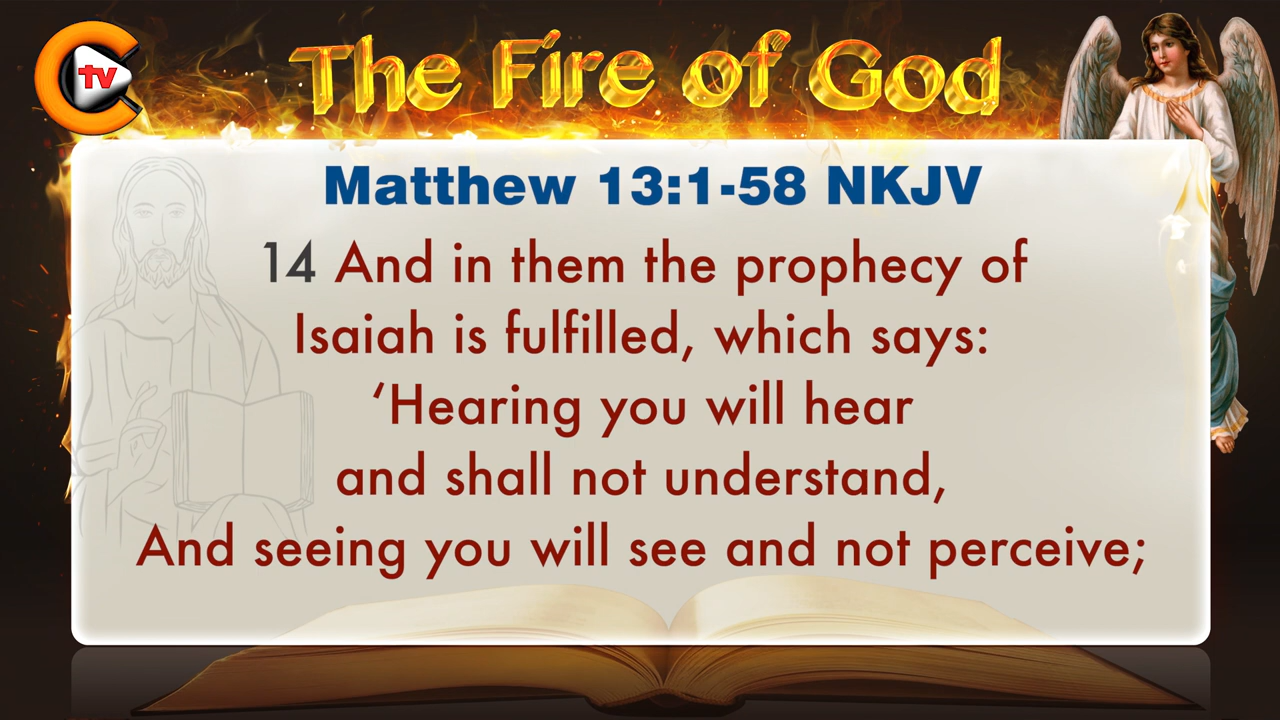 tv
The Fire of God
Matthew 13:1-58 NKJV
14 And in them the prophecy of
Isaiah is fulfilled, which says:
‘Hearing you will hear
and shall not understand,
And seeing you will see and not perceive;